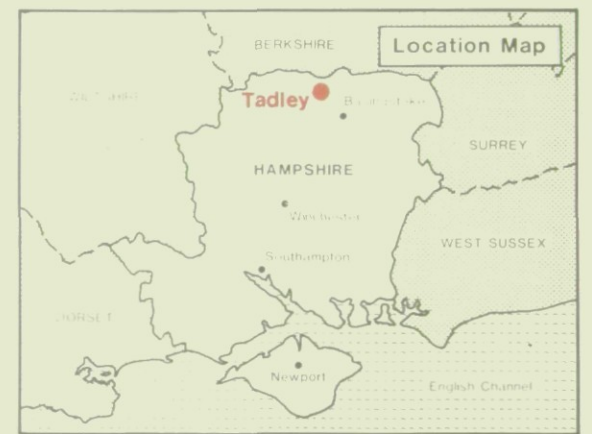 BERKSHIRE
Location Map
Tadley
Basingstoke
SURREY
HAMPSHIRE
Winchester
WEST SUSSEX
Southampton
DORSET
Newport
English Channel